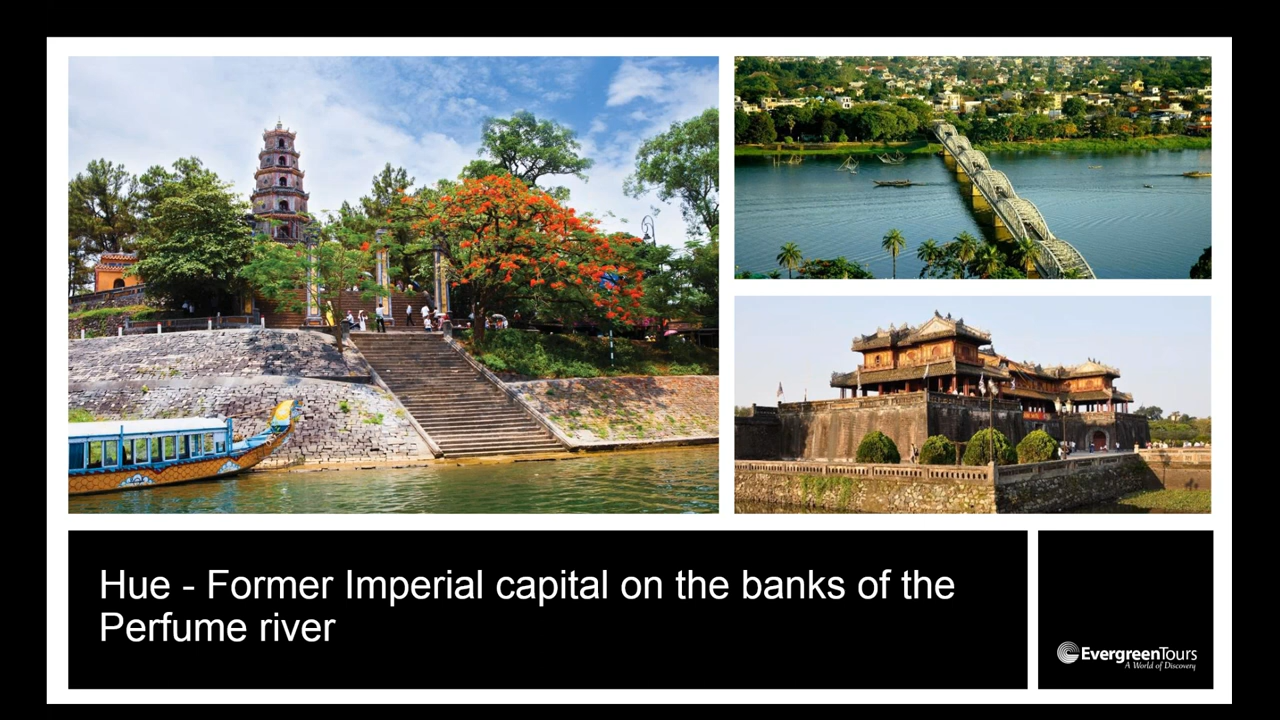 Hue - Former Imperial capital on the banks of the
Perfume river
EvergreenTours
A World of Discovery